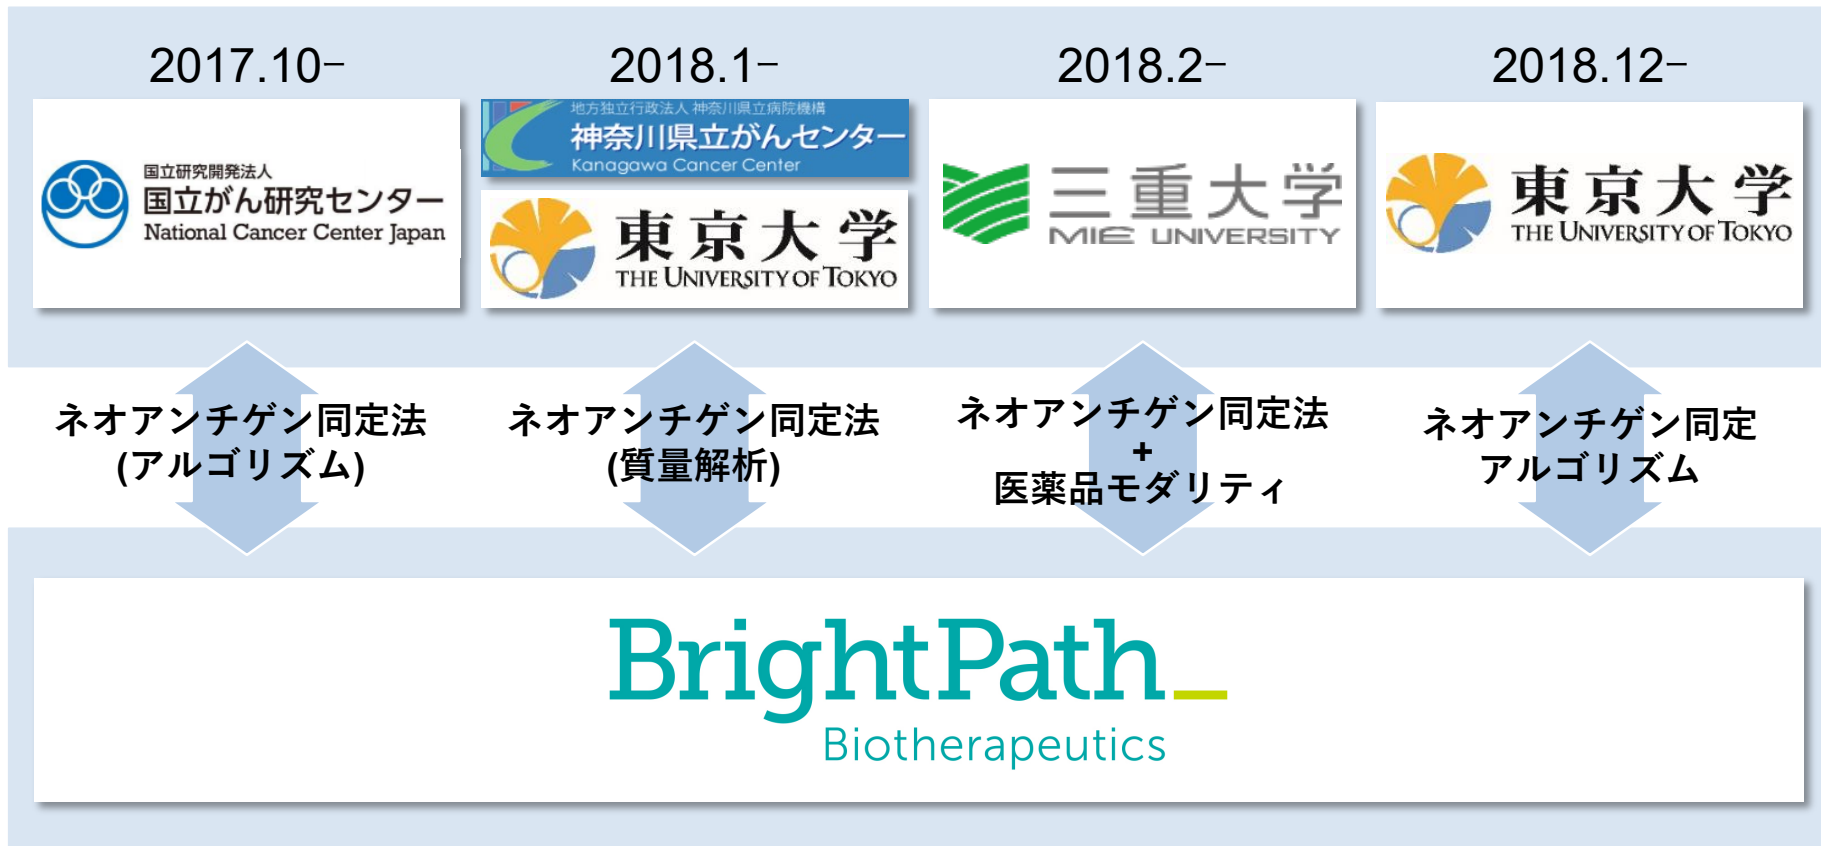 2017.10−
2018.1−
2018.2−
2018.12−
国立研究開発法人
国立がん研究センター
National Cancer Center Japan
地方独立行政法人 神奈川県立病院機構
神奈川県立がんセンター
Kanagawa Cancer Center
東京大学
THE UNIVERSITY OF TOKYO
三重大学
MIE UNIVERSITY
東京大学
THE UNIVERSITY OF TOKYO
ネオアンチゲン同定法
(アルゴリズム)
ネオアンチゲン同定法
(質量解析)
ネオアンチゲン同定法
+
医薬品モダリティ
ネオアンチゲン同定
アルゴリズム
BrightPath_
Biotherapeutics